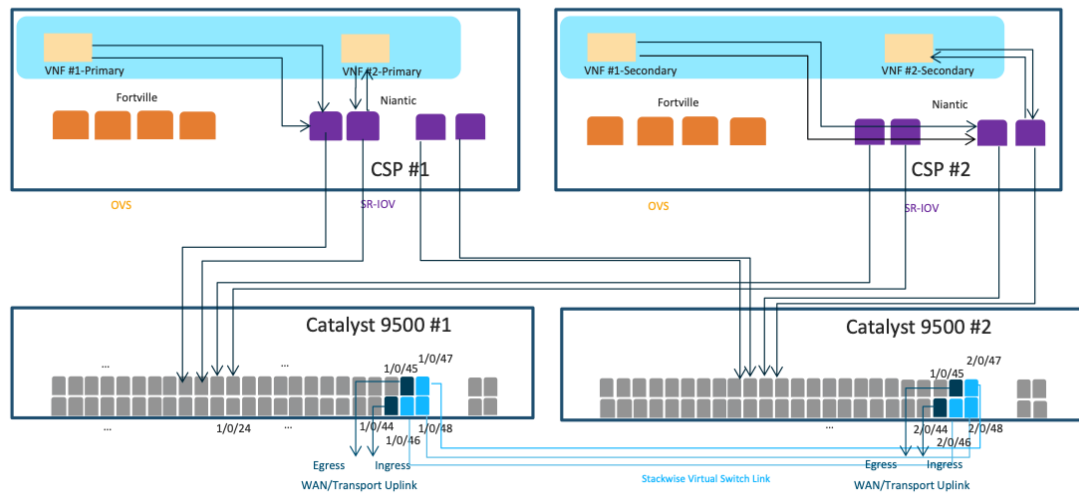 VNF #1-Primary
VNF #2-Primary
VNF #1-Secondary
VNF #2-Secondary
Fortville
Niantic
Fortville
Niantic
CSP #1
CSP #2
OVS
SR-IOV
OVS
SR-IOV
Catalyst 9500 #1
Catalyst 9500 #2
...
...
1/0/47
1/0/45
2/0/47
1/0/45
...
1/0/24
...
1/0/44
1/0/48
1/0/46
...
2/0/44
2/0/48
2/0/46
Egress
Ingress
WAN/Transport Uplink
Stackwise Virtual Switch Link
Egress
Ingress
WAN/Transport Uplink